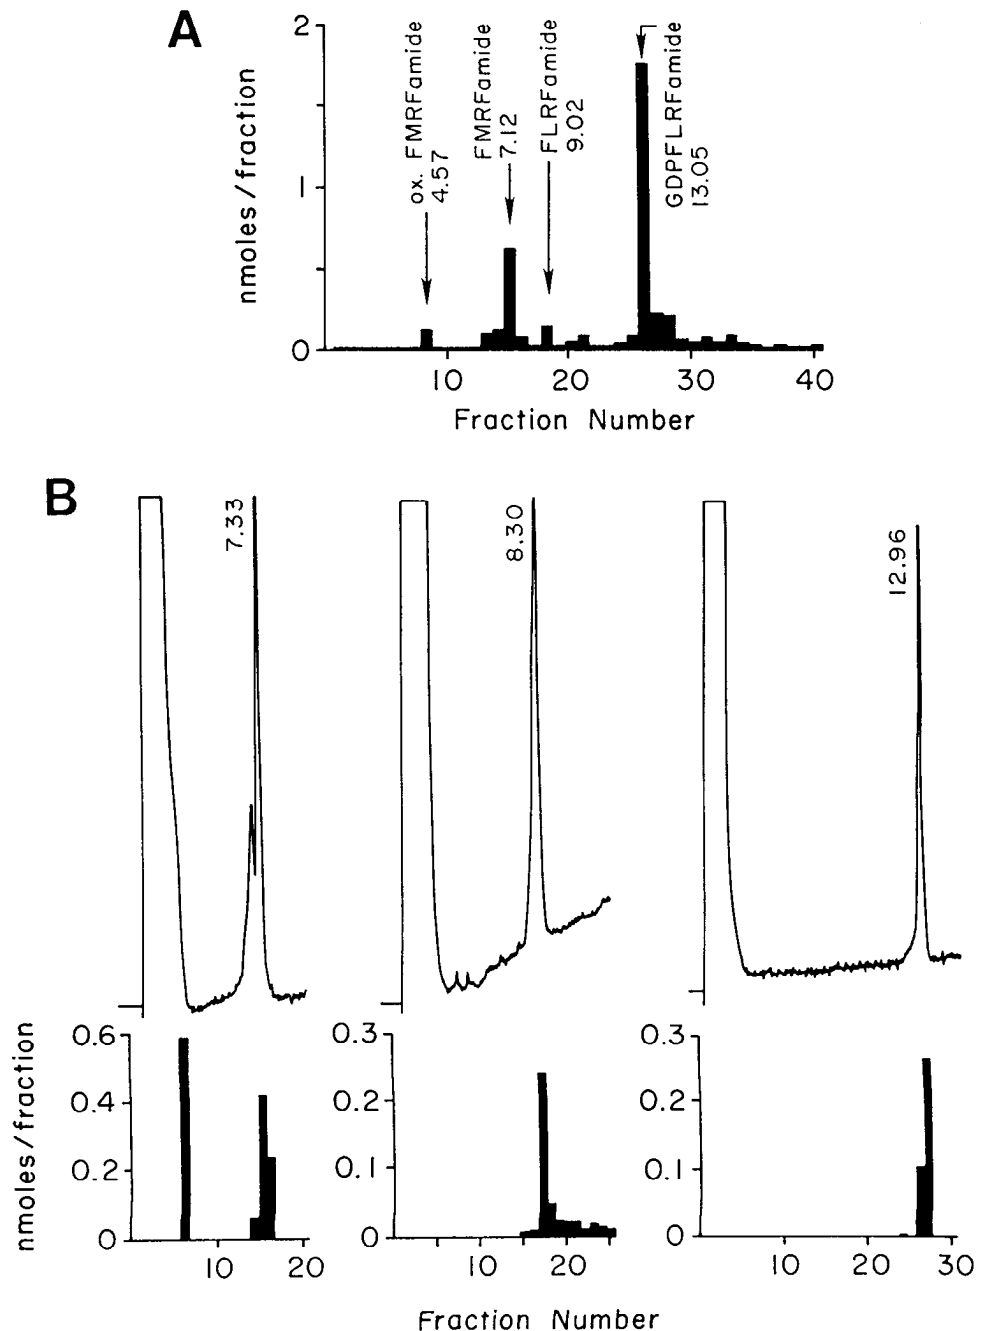 A
2
1
0
nmoles/fraction
ox. FMRFamide
4.57
FMRFamide
7.12
FLRFamide
9.02
GDPFLRFamide
13.05
10 20 30 40
Fraction Number
B
7.33
8.30
12.96
nmoles/fraction
0.6
0.4
0.2
0
10 20
0.3
0.2
0.1
0
10 20
0.3
0.2
0.1
0
10 20 30
Fraction Number